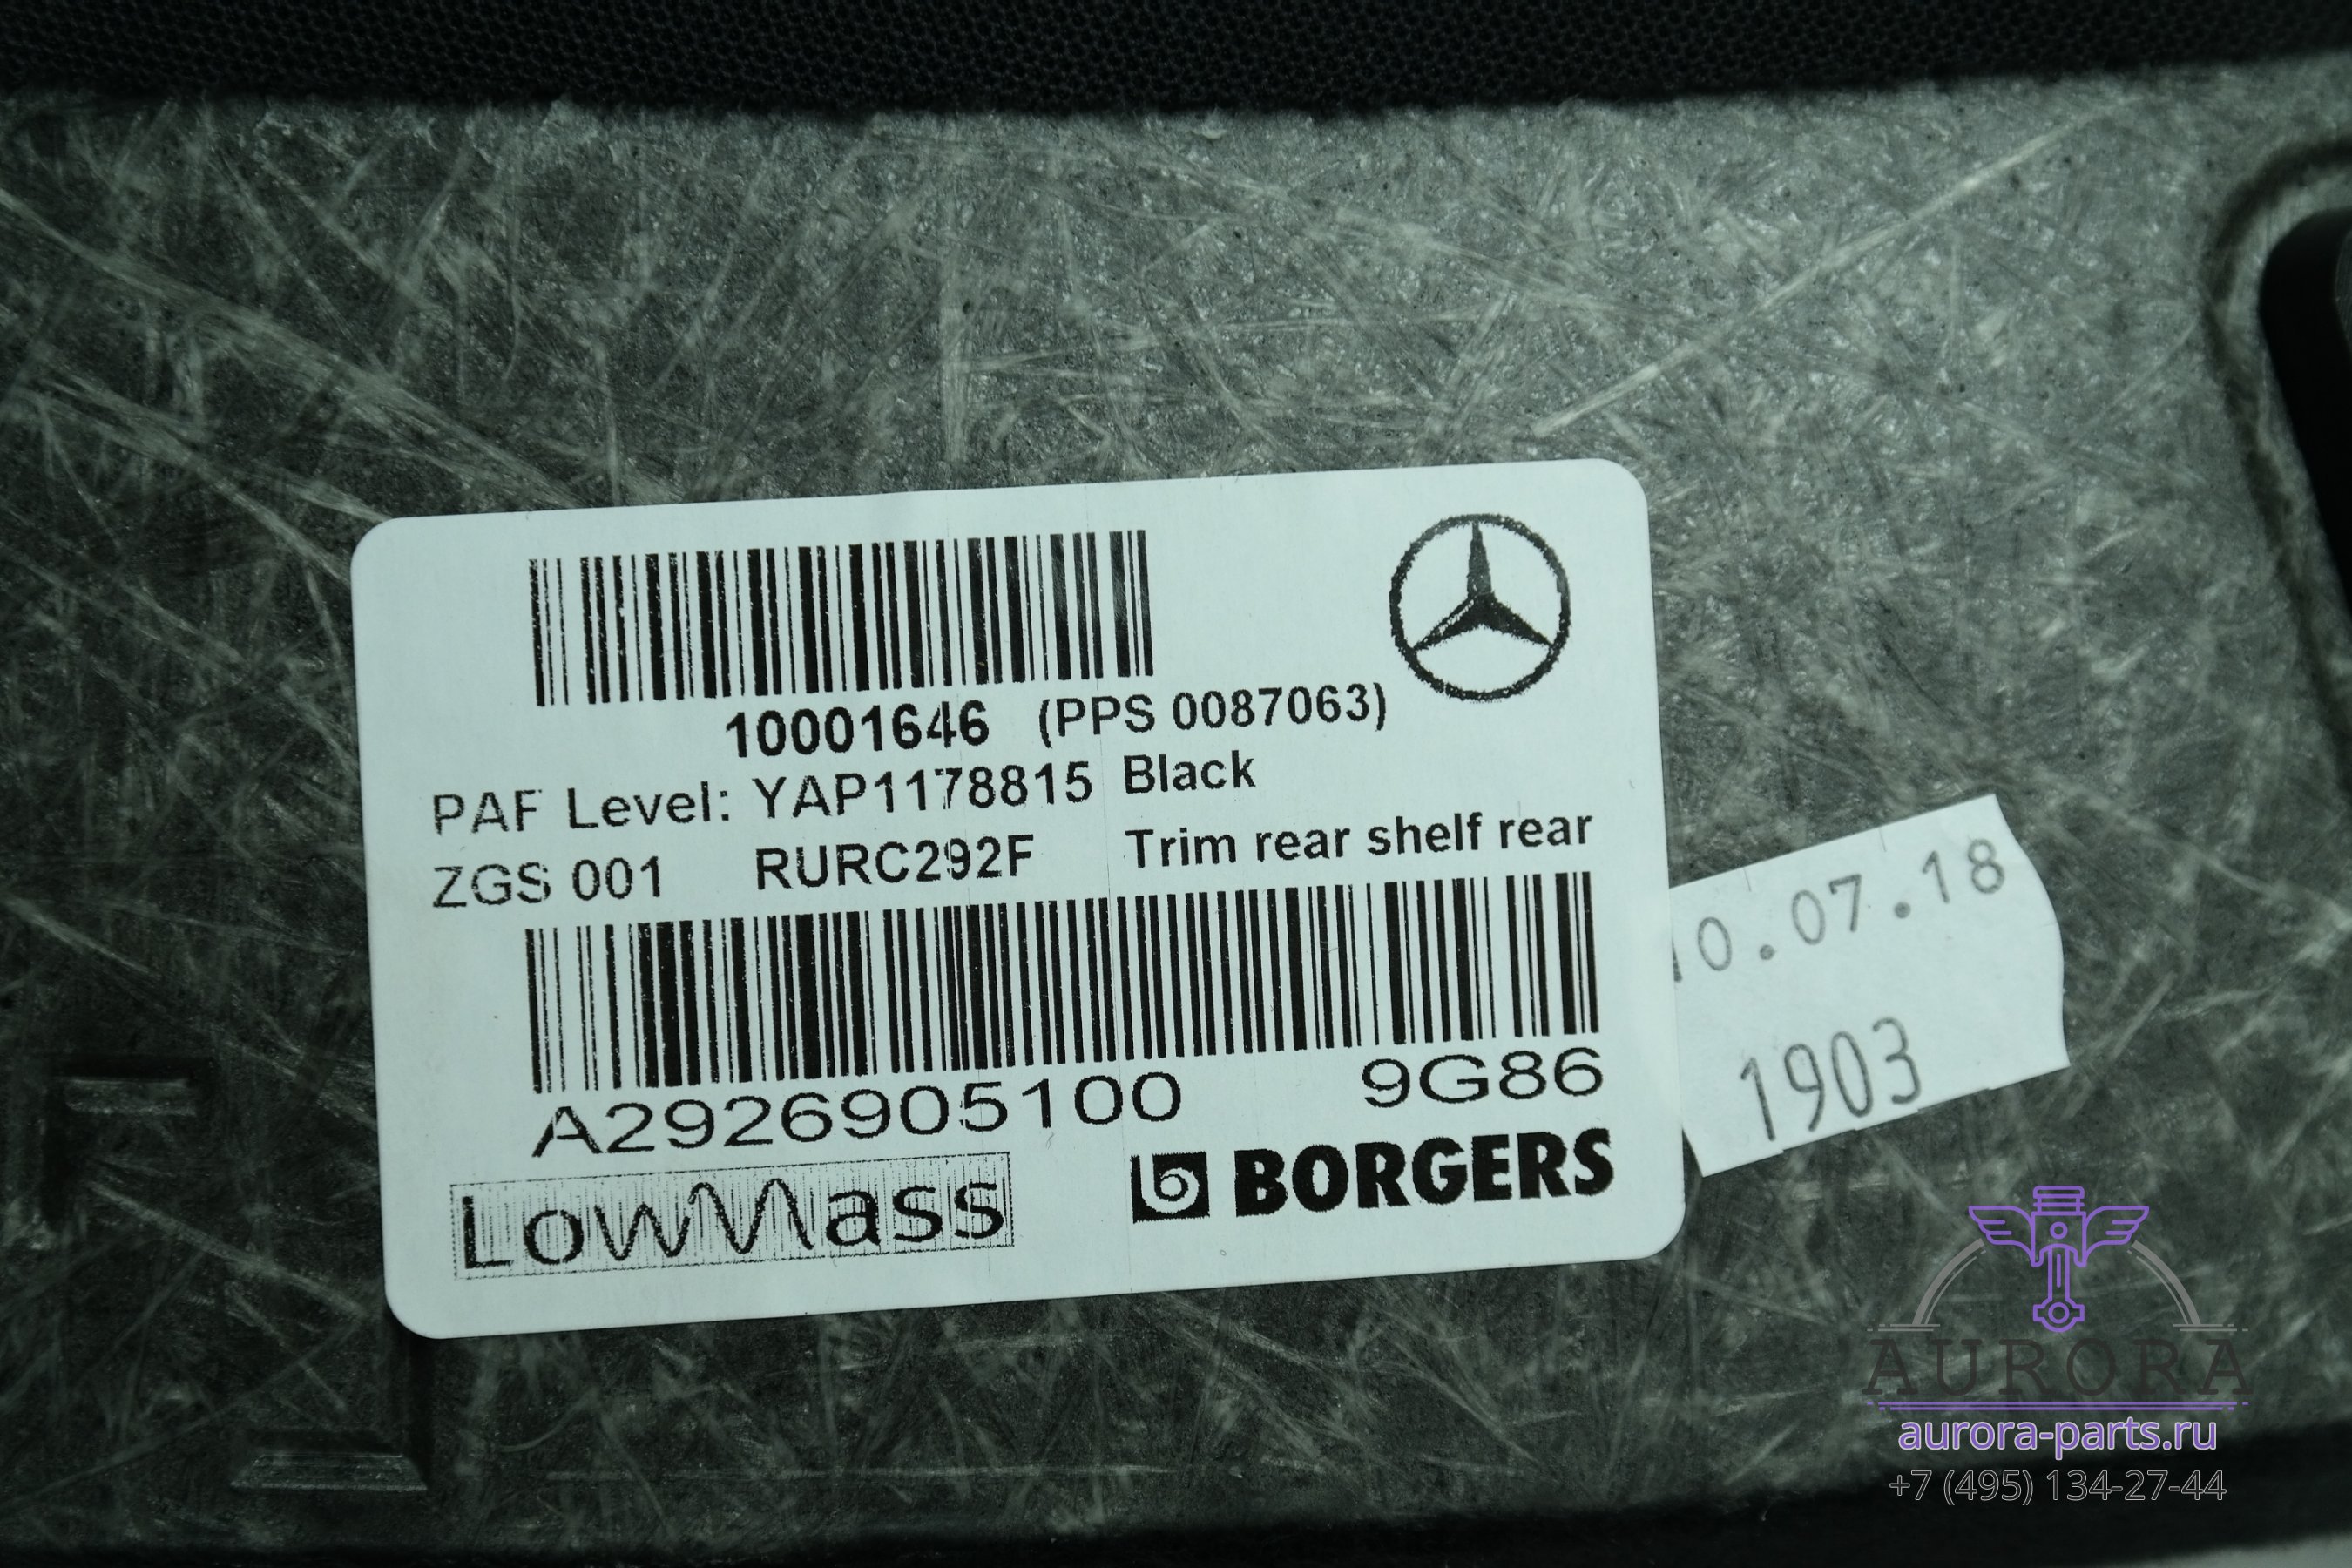 10001646 (PPS 0087063)
PAF Level: YAP1178815 Black
ZGS 001 RURC292F Trim rear shelf rear
A2926905100 9G86
LowMass
BORGERS
10.07.18
1903
AURORA
aurora-parts.ru
+7 (495) 134-27-44